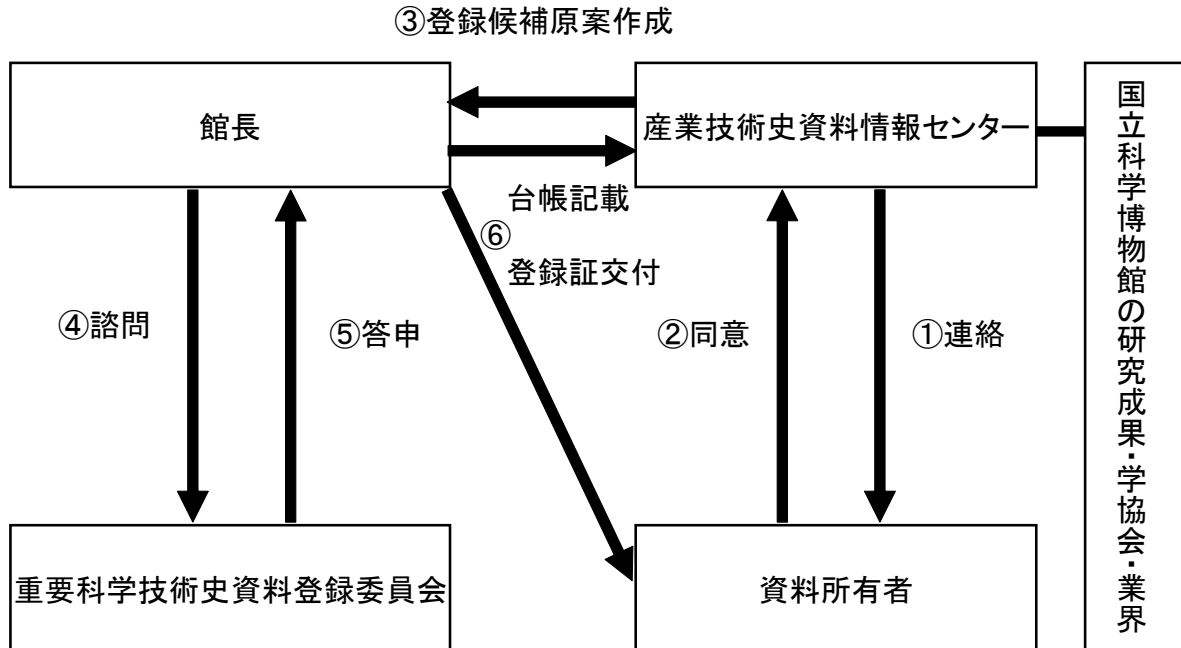 ③登録候補原案作成
館長
産業技術史資料情報センター
国立科学博物館の研究成果・学協会・業界
台帳記載
⑥
登録証交付
④諮問
⑤答申
②同意
①連絡
重要科学技術史資料登録委員会
資料所有者